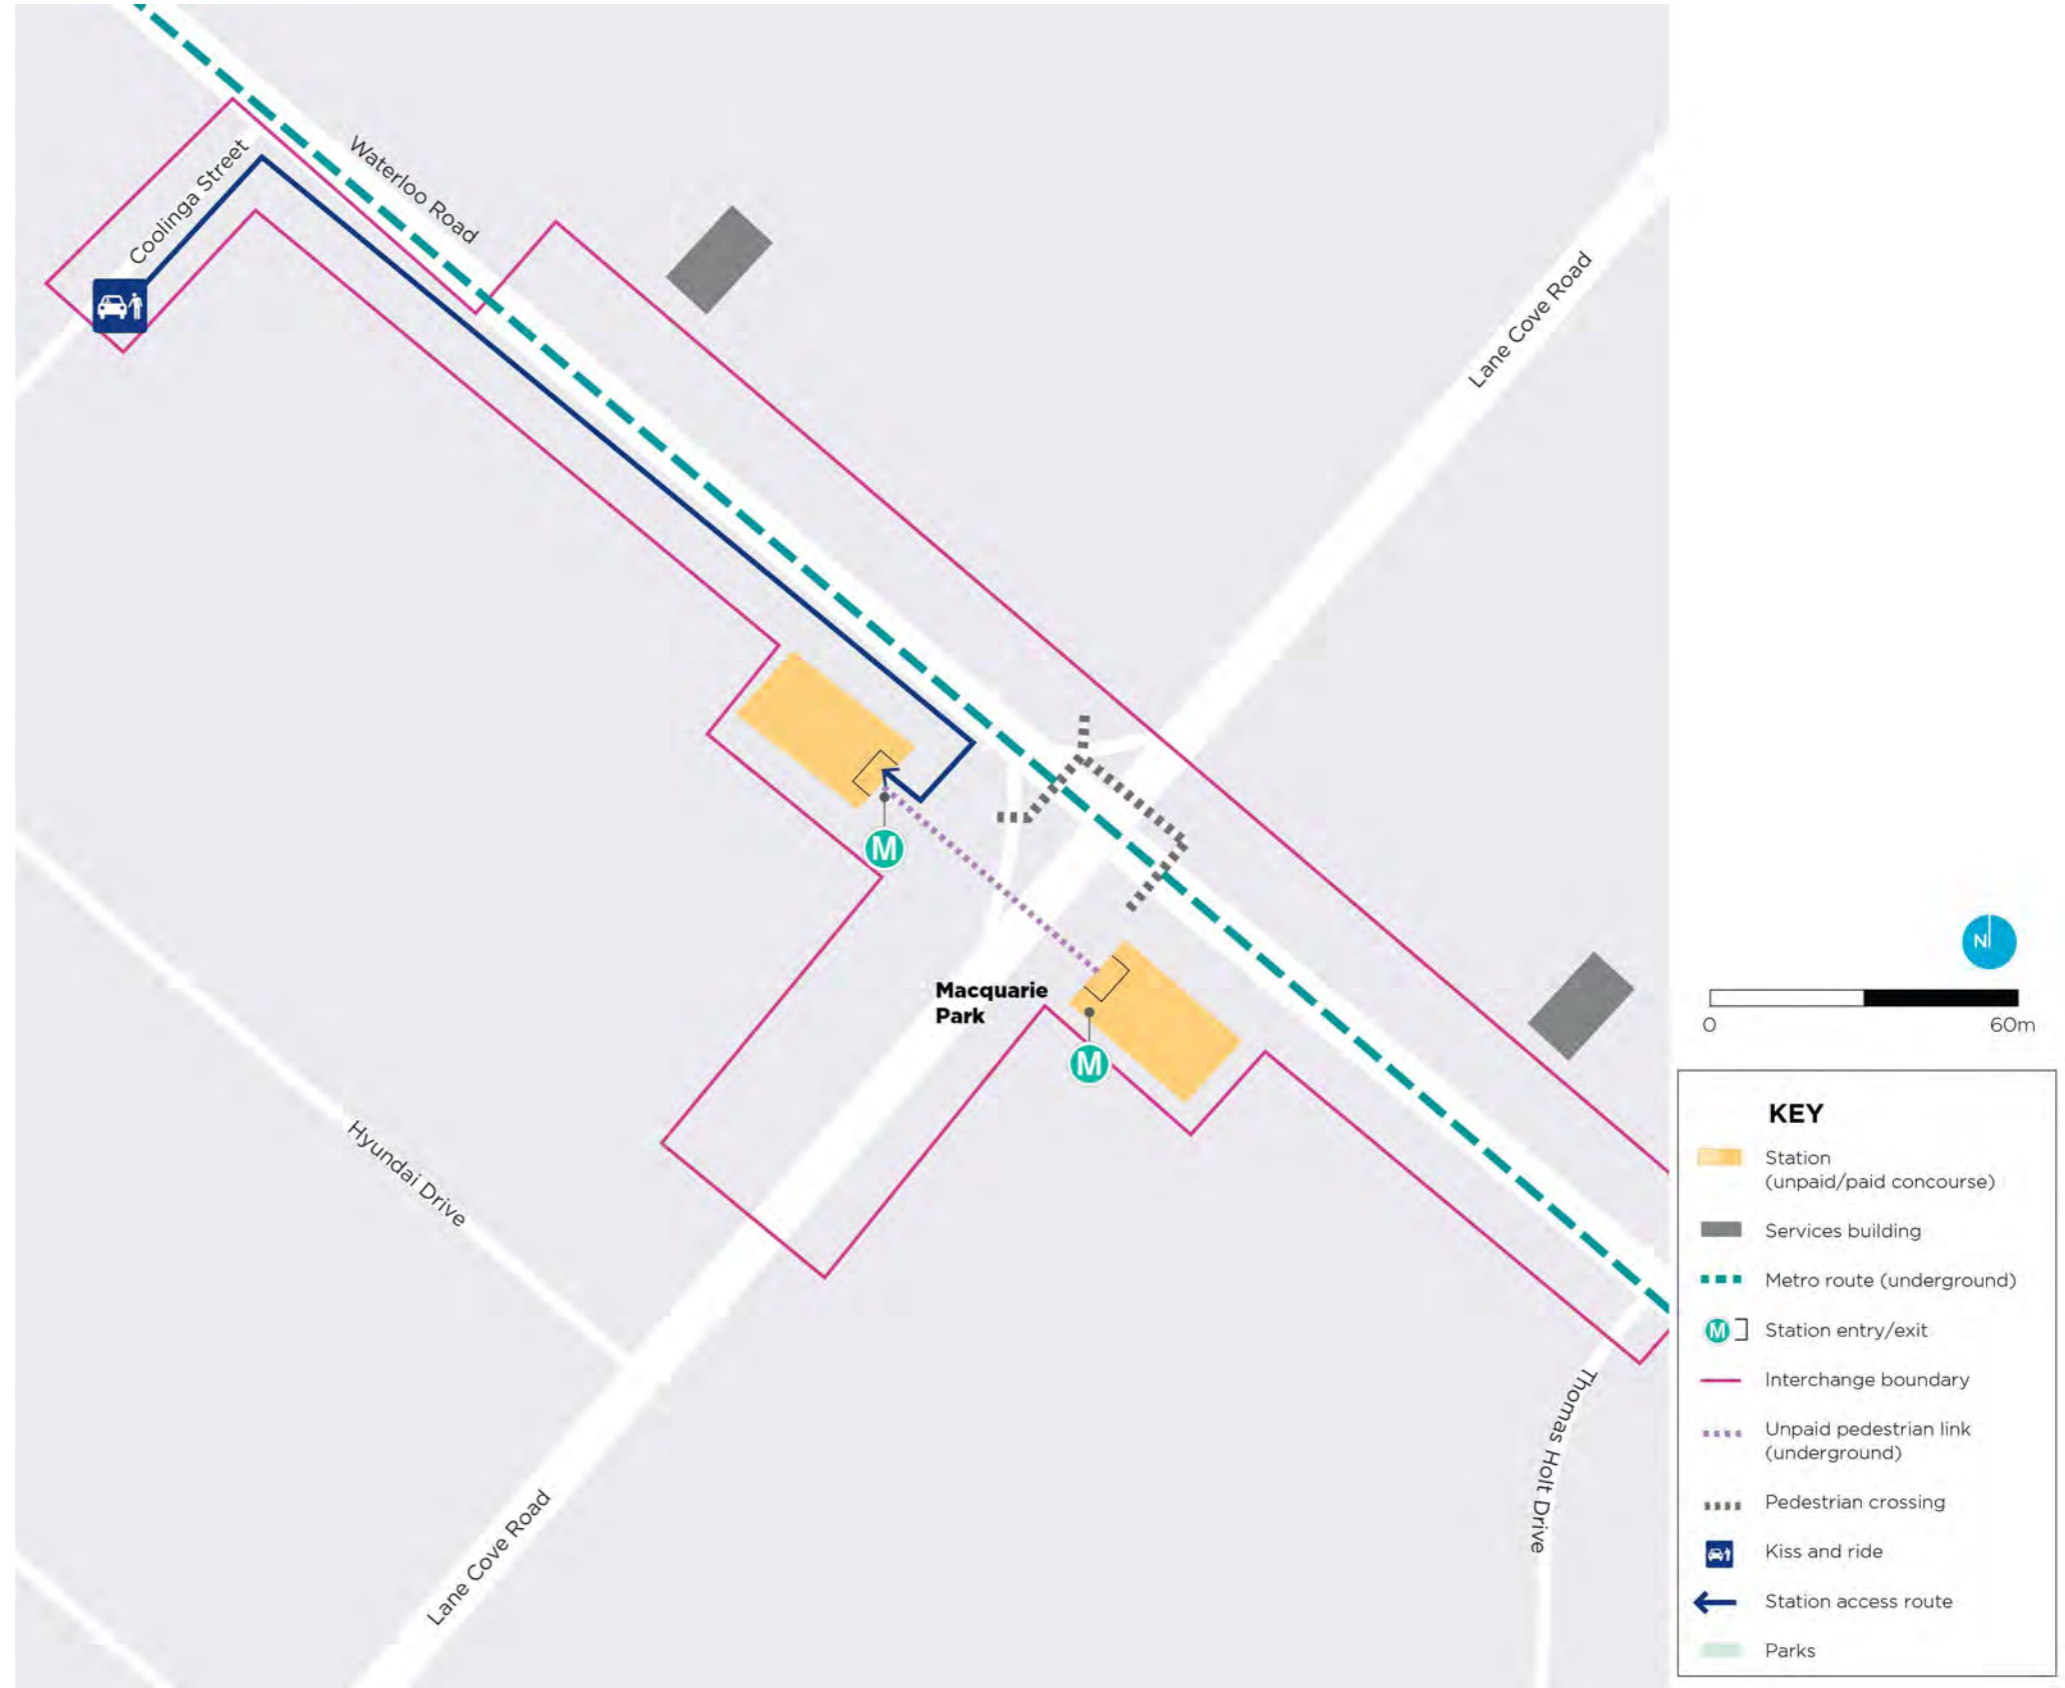 Coolinga Street
Waterloo Road
Lane Cove Road
M
Macquarie
Park
M
Hyundai Drive
Lane Cove Road
Thomas Holt Drive
N
0
60m
KEY
Station
(unpaid/paid concourse)
Services building
Metro route (underground)
M
Station entry/exit
Interchange boundary
Unpaid pedestrian link
(underground)
Pedestrian crossing
Kiss and ride
Station access route
Parks